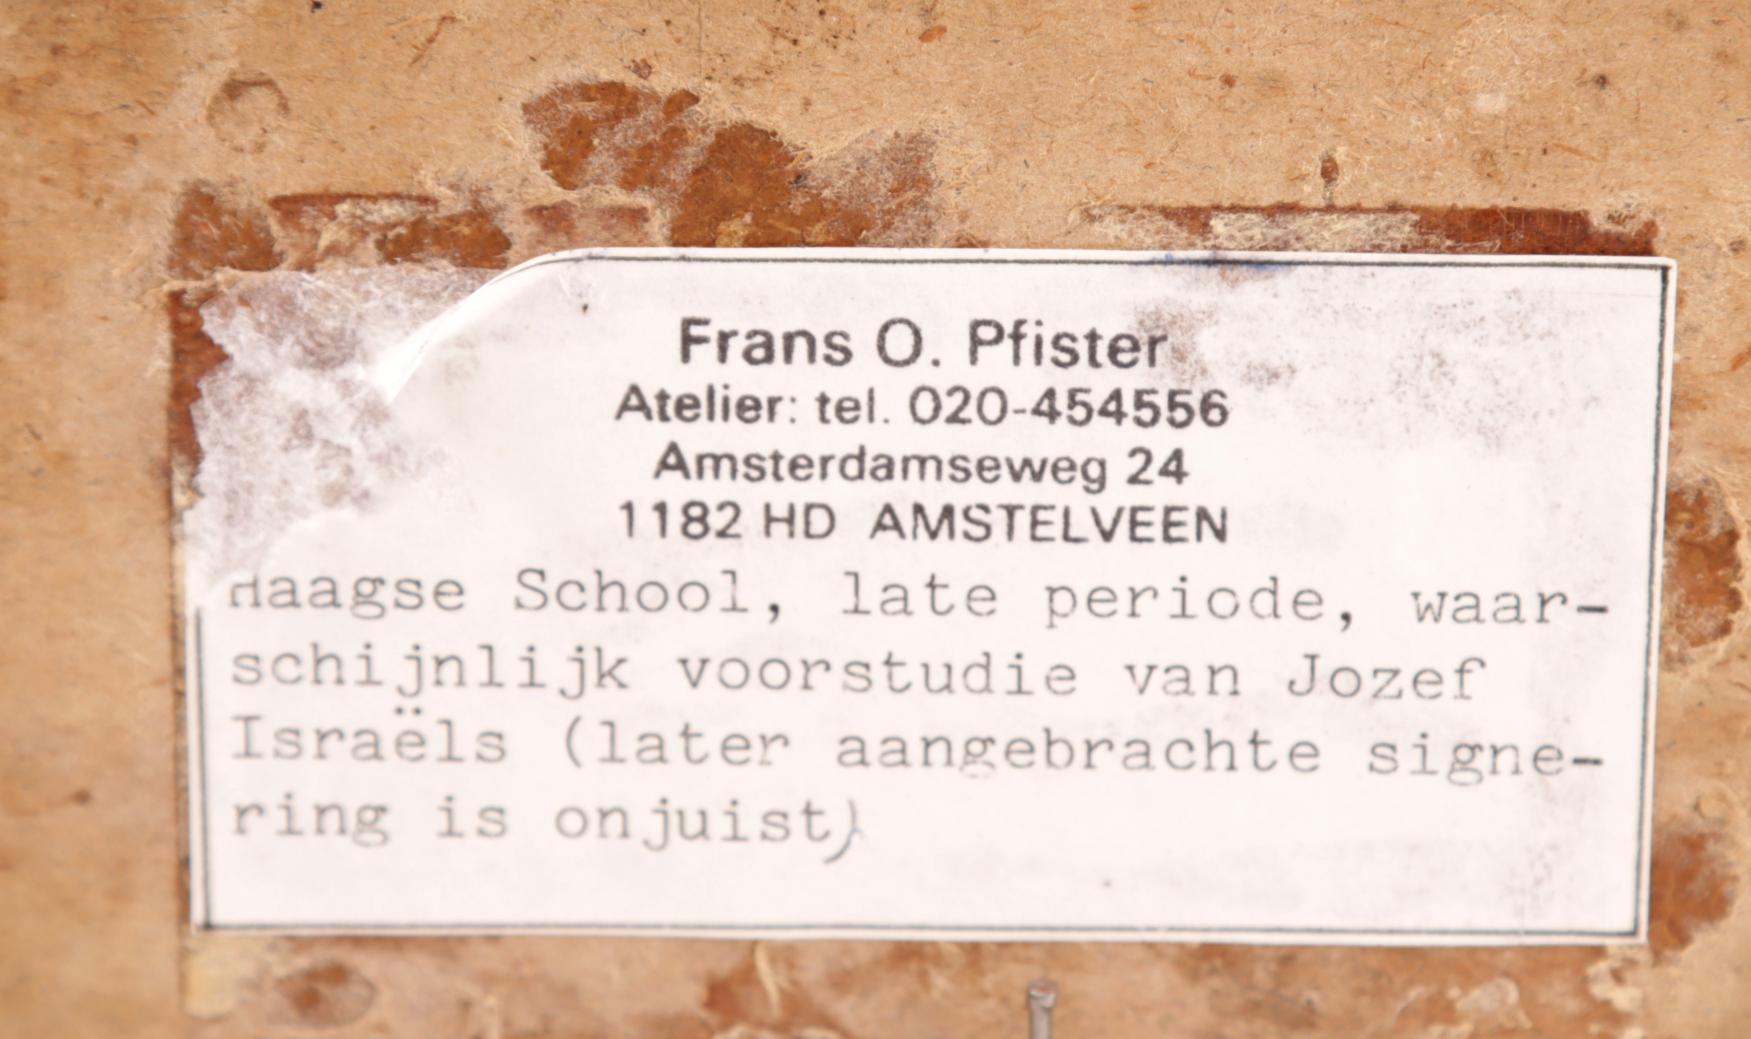 Frans O. Pfister
Atelier: tel. 020-454556
Amsterdamseweg 24
1182 HD AMSTELVEEN
Haagse School, late periode, waar-
schijnlijk voorstudie van Jozef
Israëls (later aangebrachte signe-
ring is onjuist)